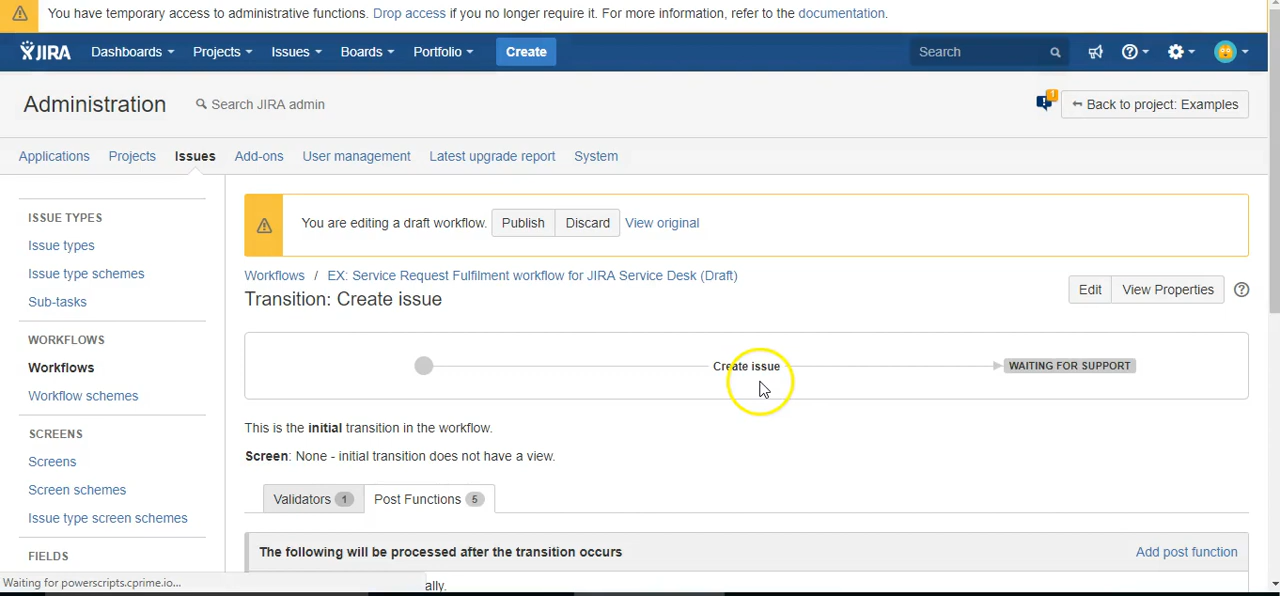 You have temporary access to administrative functions. Drop access if you no longer require it. For more information, refer to the documentation.
JIRA Dashboards Projects Issues Boards Portfolio Create Search
Administration Search JIRA admin Back to project: Examples
1
Applications Projects Issues Add-ons User management Latest upgrade report System
ISSUE TYPES
Issue types
Issue type schemes
Sub-tasks
WORKFLOWS
Workflows
Workflow schemes
SCREENS
Screens
Screen schemes
Issue type screen schemes
FIELDS
You are editing a draft workflow. Publish Discard View original
Workflows / EX: Service Request Fulfilment workflow for JIRA Service Desk (Draft)
Transition: Create issue
Edit View Properties
Create issue WAITING FOR SUPPORT
This is the initial transition in the workflow.
Screen: None - initial transition does not have a view.
Validators 1 Post Functions 5
The following will be processed after the transition occurs Add post function
ally.
Waiting for powerscripts.cprime.io...